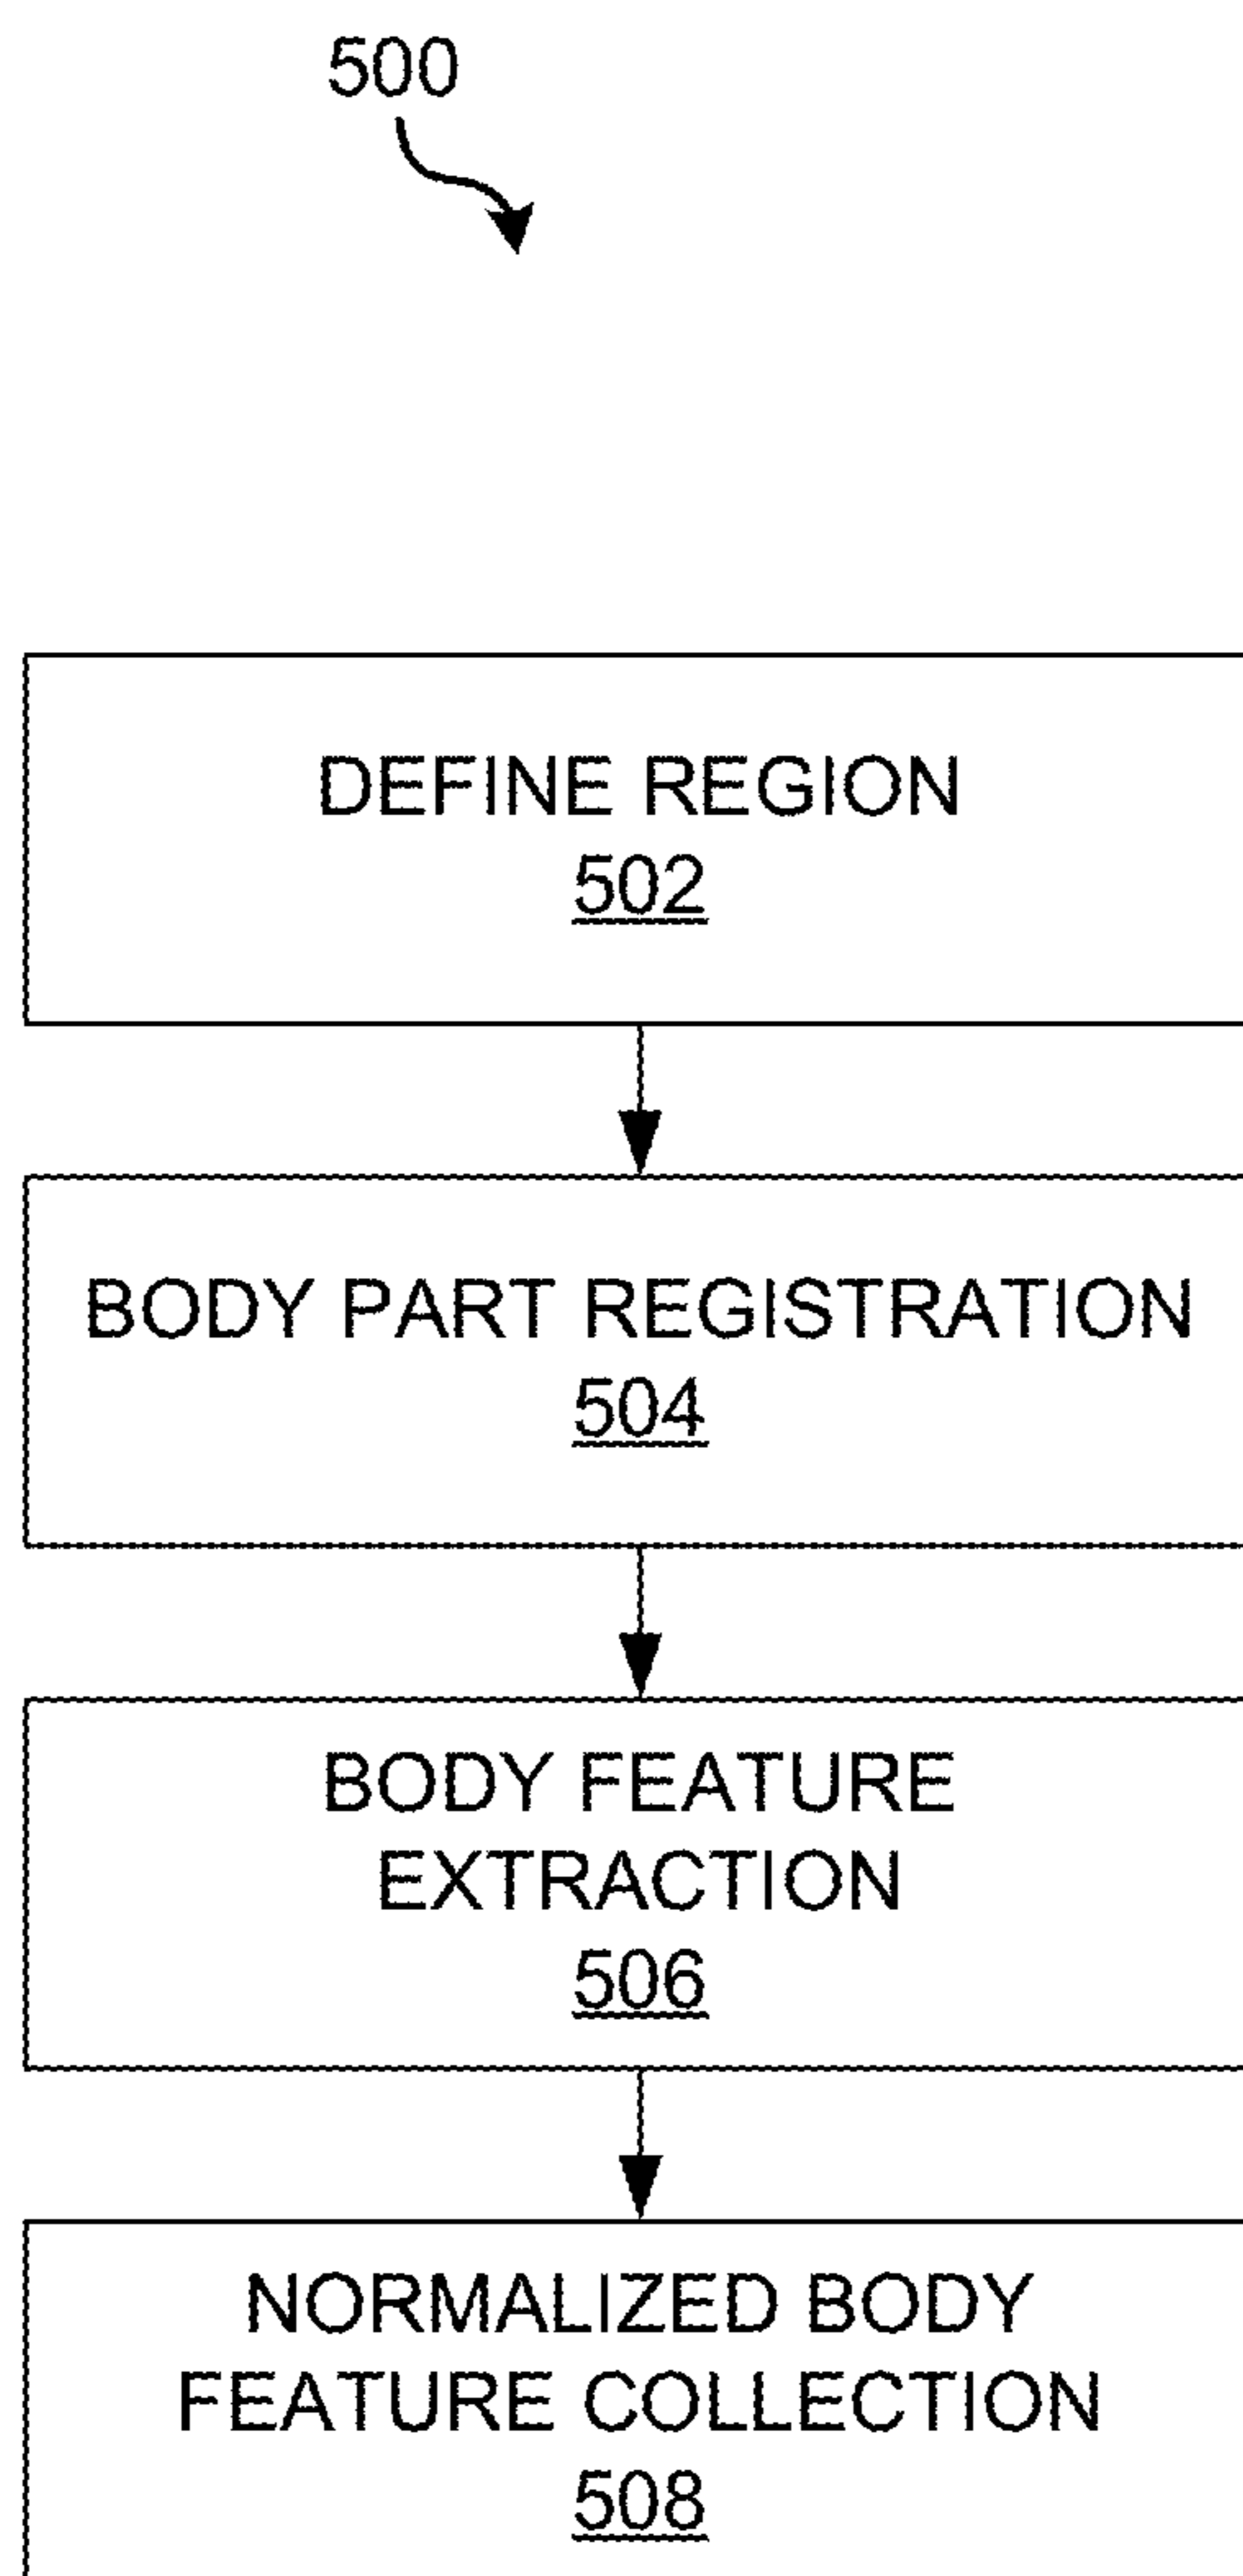 500
DEFINE REGION
502
BODY PART REGISTRATION
504
BODY FEATURE
EXTRACTION
506
NORMALIZED BODY
FEATURE COLLECTION
508